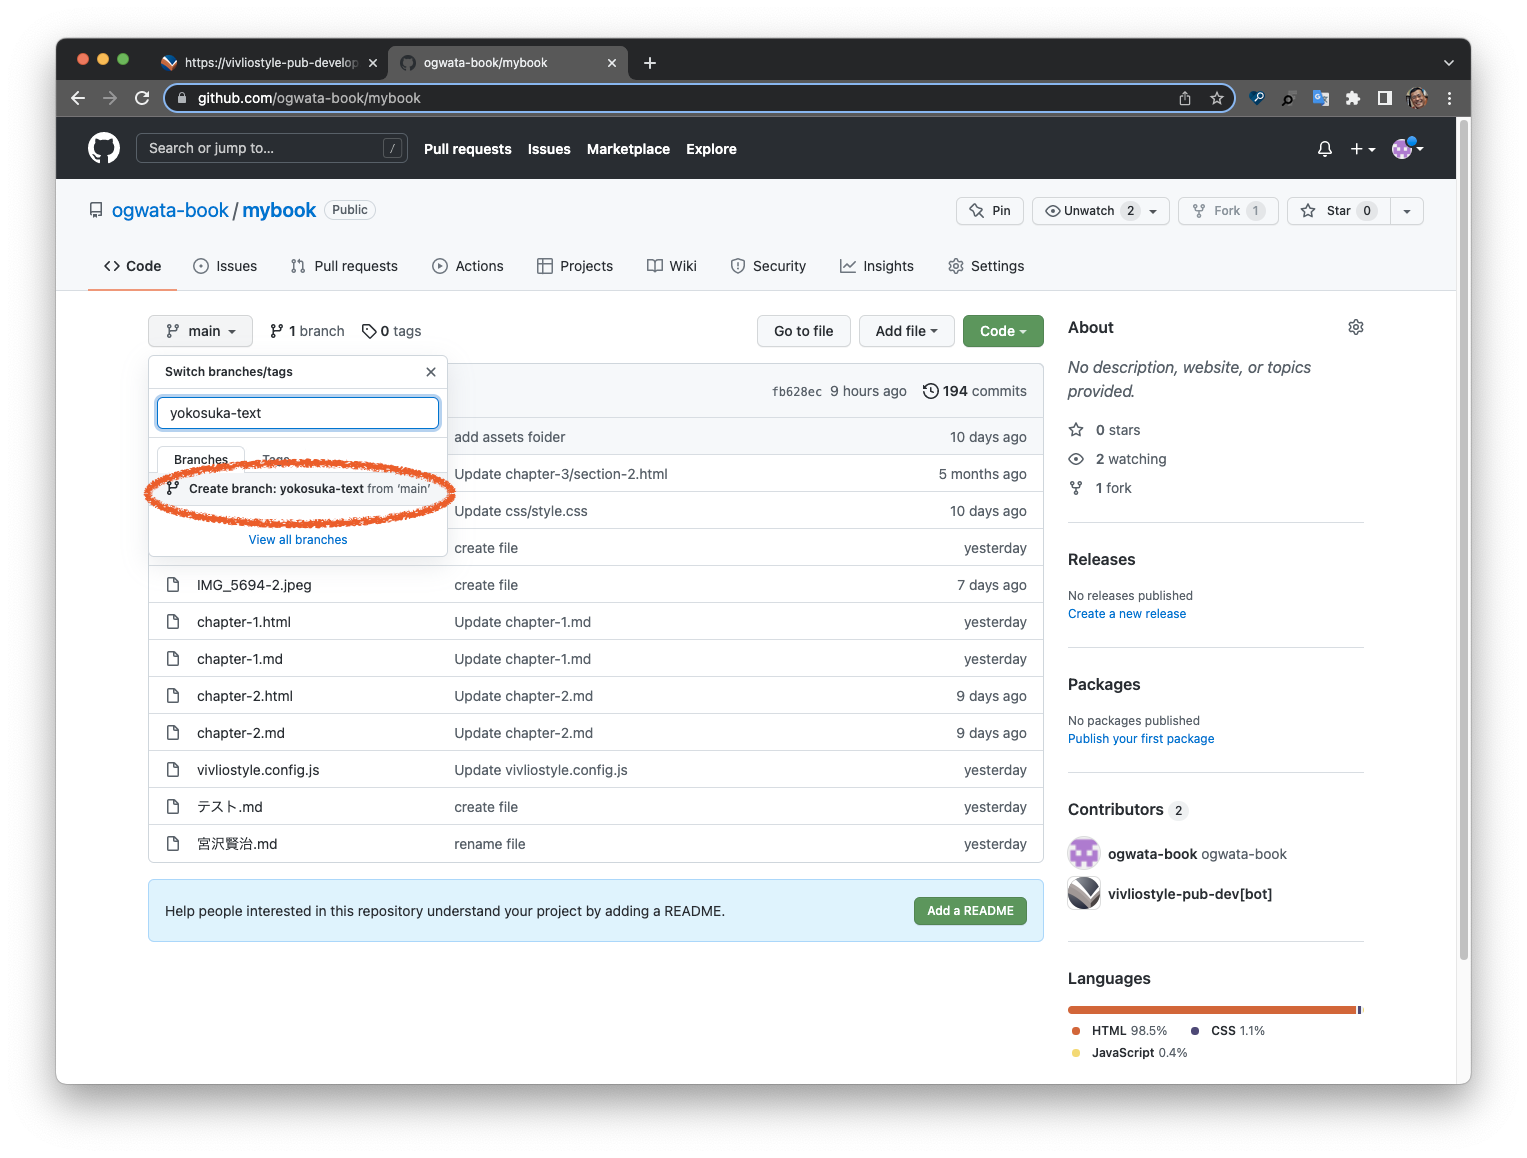 https://vivliostyle-pub-develop
ogwata-book/mybook
github.com/ogwata-book/mybook
Search or jump to...
/
Pull requests
Issues
Marketplace
Explore
ogwata-book / mybook
Public
Pin
Unwatch 2
Fork 1
Star 0
Code
Issues
Pull requests
Actions
Projects
Wiki
Security
Insights
Settings
main
1 branch
0 tags
Go to file
Add file
Code
Switch branches/tags
yokosuka-text
Branches
Tags
Create branch: yokosuka-text from ‘main’
View all branches
fb628ec 9 hours ago 194 commits
add assets foider 10 days ago
Update chapter-3/section-2.html 5 months ago
Update css/style.css 10 days ago
create file yesterday
IMG_5694-2.jpeg create file 7 days ago
chapter-1.html Update chapter-1.md yesterday
chapter-1.md Update chapter-1.md yesterday
chapter-2.html Update chapter-2.md 9 days ago
chapter-2.md Update chapter-2.md 9 days ago
vivliostyle.config.js Update vivliostyle.config.js yesterday
テスト.md create file yesterday
宮沢賢治.md rename file yesterday
Help people interested in this repository understand your project by adding a README.
Add a README
About
No description, website, or topics
provided.
0 stars
2 watching
1 fork
Releases
No releases published
Create a new release
Packages
No packages published
Publish your first package
Contributors 2
ogwata-book ogwata-book
vivliostyle-pub-dev[bot]
Languages
HTML 98.5%
CSS 1.1%
JavaScript 0.4%